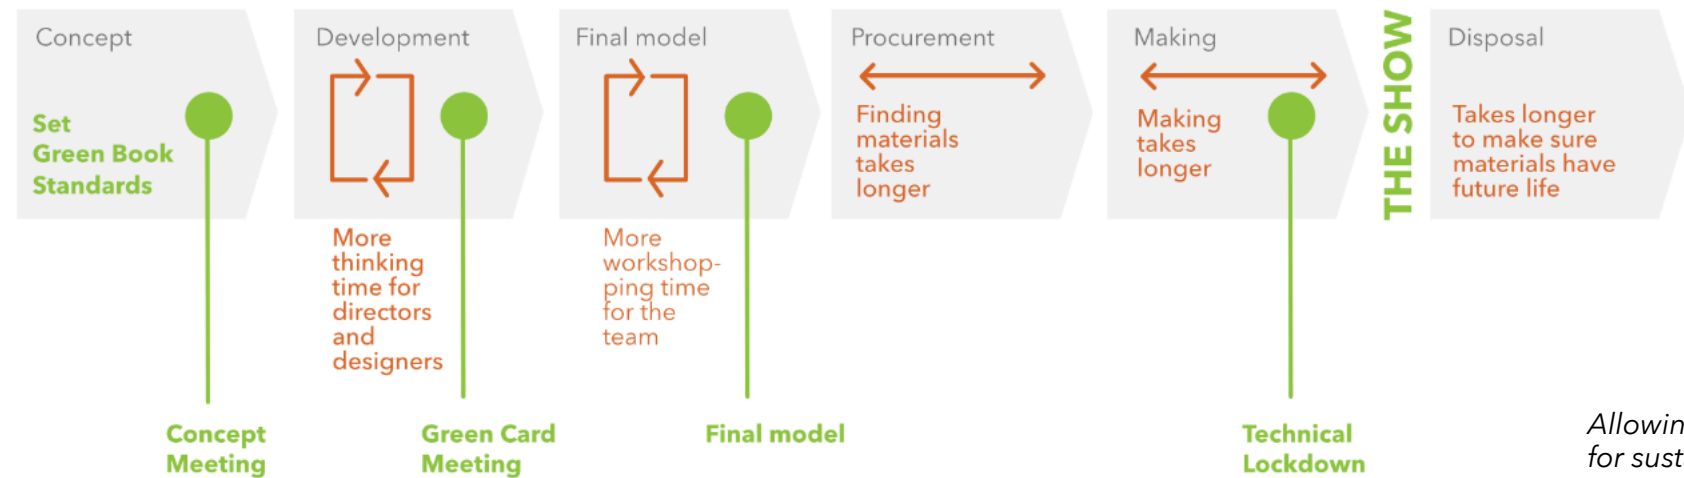 Concept
Set
Green Book
Standards
Development
Final model
Procurement
Finding
materials
takes
longer
Making
Making
takes
longer
THE SHOW
Disposal
Takes longer
to make sure
materials have
future life
More
thinking
time for
directors
and
designers
More
workshop-
ping time
for the
team
Concept
Meeting
Green Card
Meeting
Final model
Technical
Lockdown
for